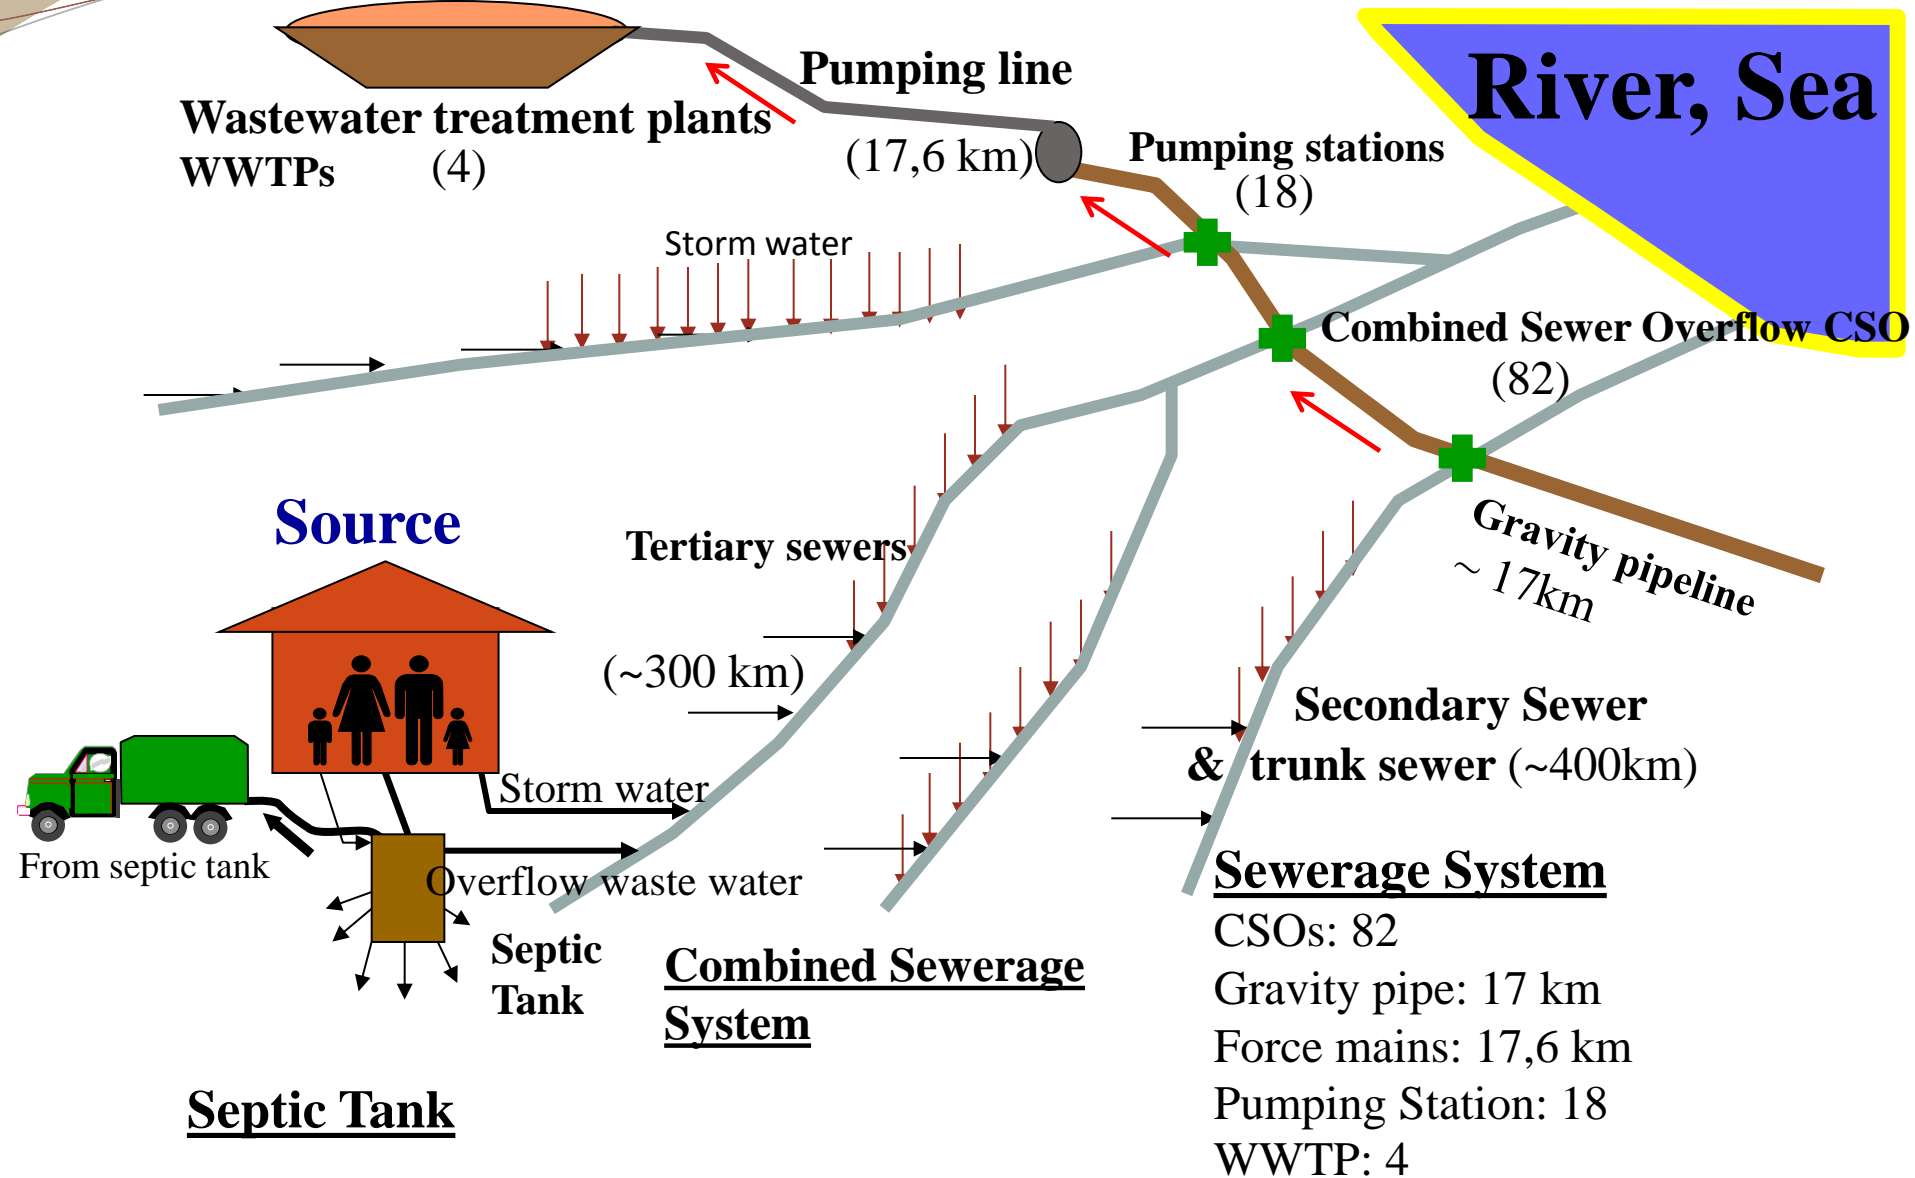 River, Sea
Pumping line
Wastewater treatment plants
WWTPs (4)
(17,6 km)
Pumping stations
(18)
Storm water
Combined Sewer Overflow CSO
(82)
Source
Tertiary sewers
(~300 km)
Gravity pipeline
~ 17km
Secondary Sewer
& trunk sewer (~400km)
Storm water
From septic tank
Overflow waste water
Septic
Tank
Combined Sewerage
System
Septic Tank
Sewerage System
CSOs: 82
Gravity pipe: 17 km
Force mains: 17,6 km
Pumping Station: 18
WWTP: 4